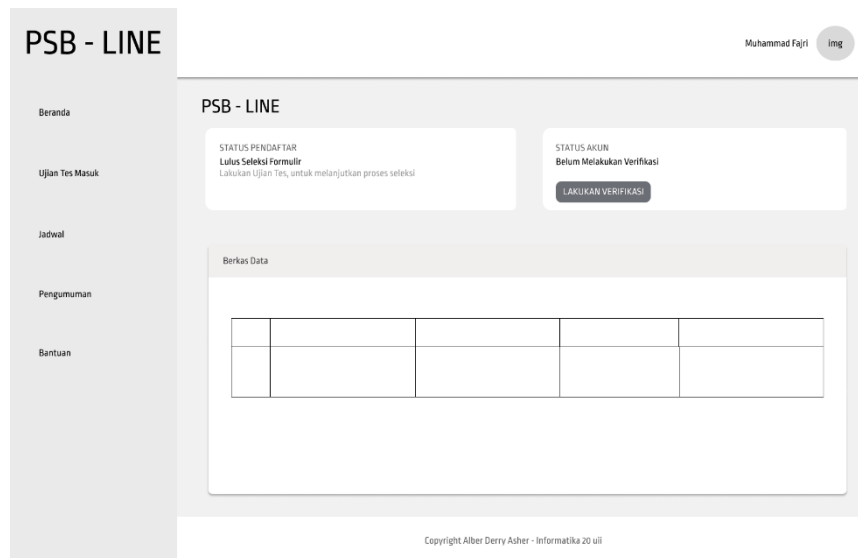 PSB - LINE
Muhammad Fajri
img
Beranda
Ujian Tes Masuk
Jadwal
Pengumuman
Bantuan
PSB - LINE
STATUS PENDAFTAR
Lulus Seleksi Formulir
Lakukan Ujian Tes, untuk melanjutkan proses seleksi
STATUS AKUN
Belum Melakukan Verifikasi
LAKUKAN VERIFIKASI
Berkas Data
Copyright Alber Derry Asher - Informatika 20 uii